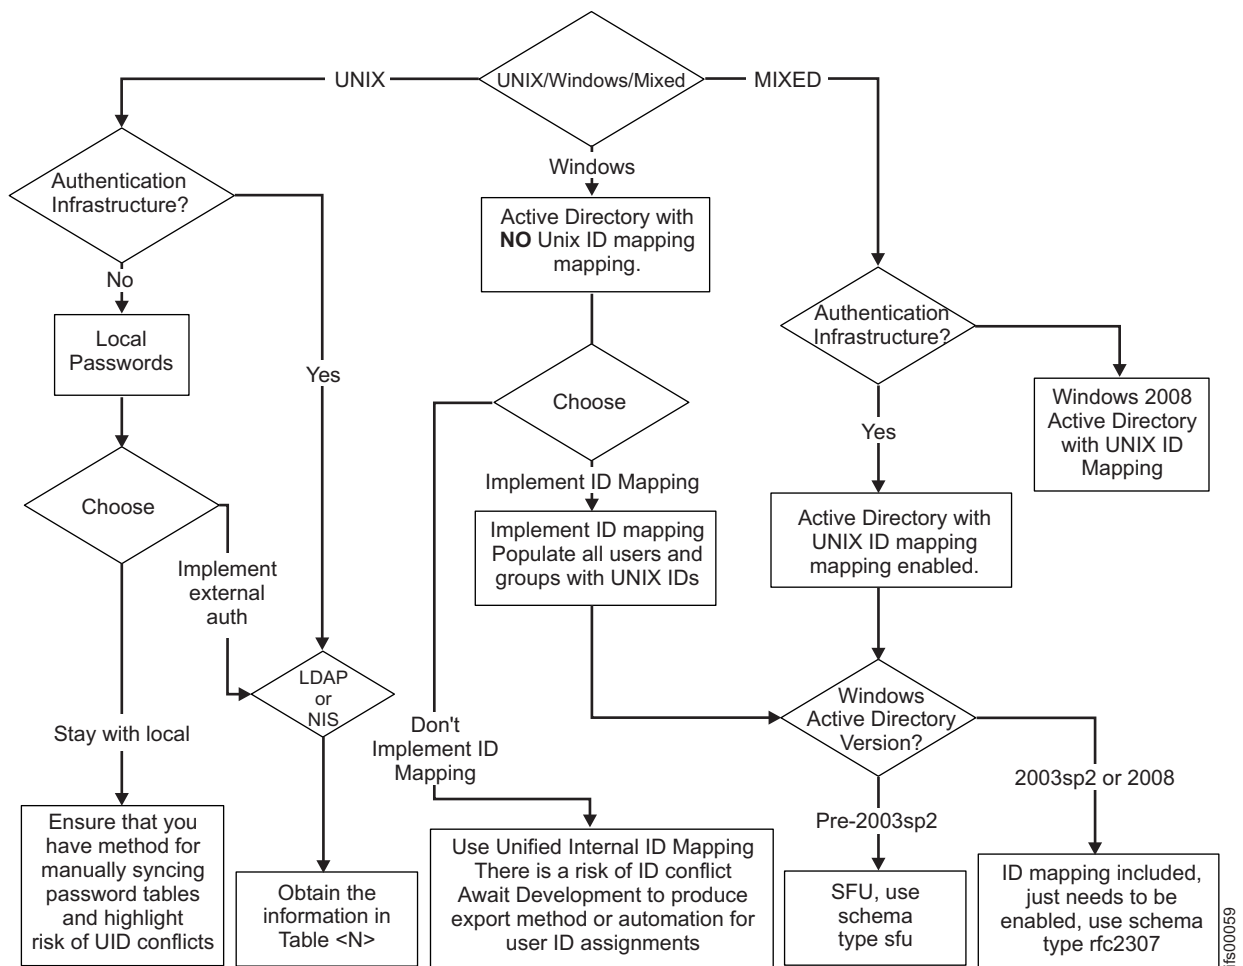 UNIX
UNIX/Windows/Mixed
MIXED
Windows
Authentication
Infrastructure?
Active Directory with
NO Unix ID mapping
mapping.
No
Local
Passwords
Yes
Authentication
Infrastructure?
Choose
Windows 2008
Active Directory
with UNIX ID
Mapping
Yes
Choose
Implement ID Mapping
Implement ID mapping
Populate all users and
groups with UNIX IDs
Active Directory with
UNIX ID mapping
mapping enabled.
Implement
external
auth
LDAP
or
NIS
Stay with local
Don't
Implement ID
Mapping
Windows
Active Directory
Version?
2003sp2 or 2008
Pre-2003sp2
Ensure that you
have method for
manually syncing
password tables
and highlight
risk of UID conflicts
Obtain the
information in
Table <N>
Use Unified Internal ID Mapping
There is a risk of ID conflict
Await Development to produce
export method or automation for
user ID assignments
SFU, use
schema
type sfu
ID mapping included,
just needs to be
enabled, use schema
type rfc2307
ifs00059